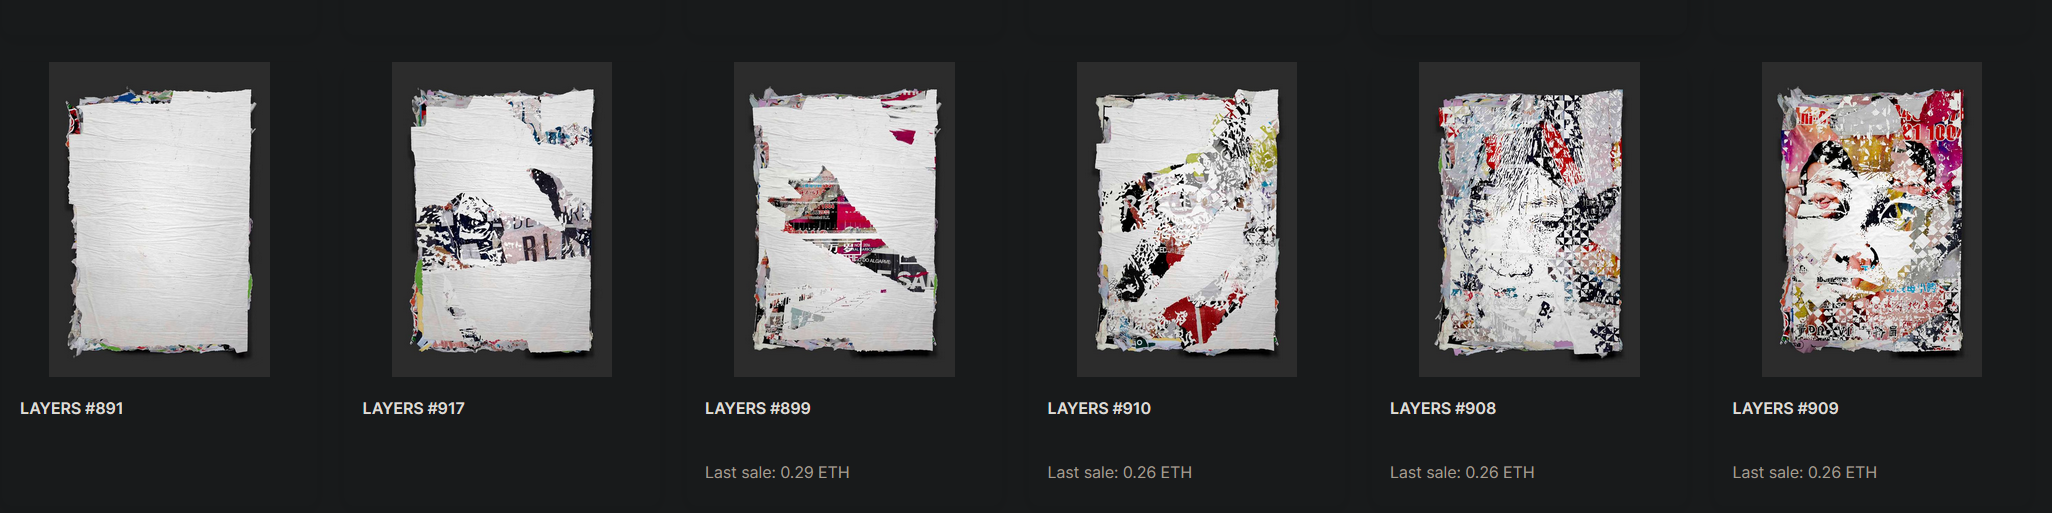 LAYERS #891
LAYERS #917
LAYERS #899
LAYERS #910
LAYERS #908
LAYERS #909
Last sale: 0.29 ETH
Last sale: 0.26 ETH
Last sale: 0.26 ETH
Last sale: 0.26 ETH